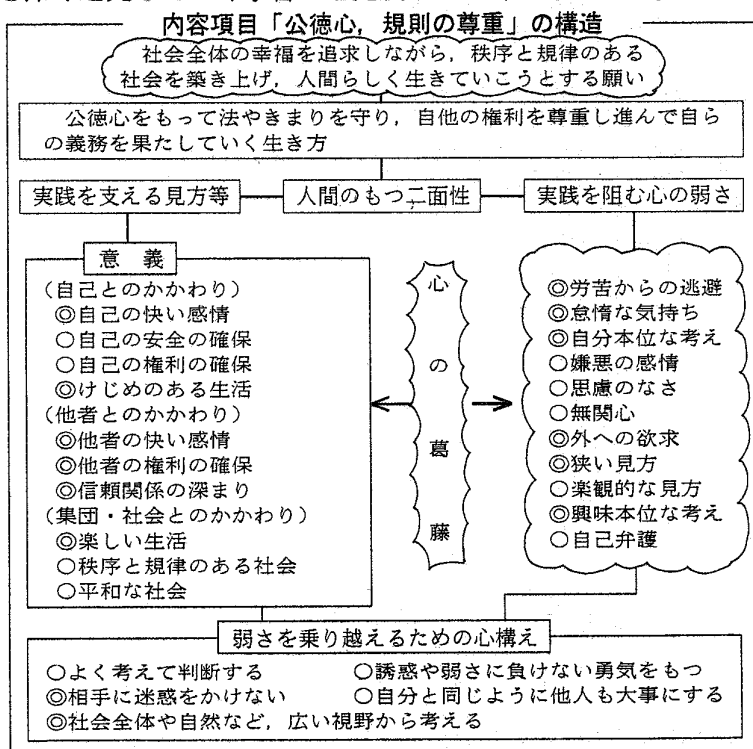 内容項目「公徳心，規則の尊重」の構造
社会全体の幸福を追求しながら，秩序と規律のある
社会を築き上げ，人間らしく生きていこうとする願い
公徳心をもって法やきまりを守り，自他の権利を尊重し進んで自ら
の義務を果たしていく生き方
実践を支える見方等
人間のもつ二面性
実践を阻む心の弱さ
意　義
（自己とのかかわり）
◎自己の快い感情
○自己の安全の確保
○自己の権利の確保
◎けじめのある生活
（他者とのかかわり）
◎他者の快い感情
◎他者の権利の確保
◎信頼関係の深まり
（集団・社会とのかかわり）
◎楽しい生活
○秩序と規律のある社会
○平和な社会
心の葛藤
◎労苦からの逃避
◎怠惰な気持ち
◎自分本位な考え
○嫌悪の感情
○思慮のなさ
○無関心
◎外への欲求
◎狭い見方
○楽観的な見方
◎興味本位な考え
○自己弁護
弱さを乗り越えるための心構え
○よく考えて判断する　○誘惑や弱さに負けない勇気をもつ
◎相手に迷惑をかけない　○自分と同じように他人も大事にする
◎社会全体や自然など，広い視野から考える